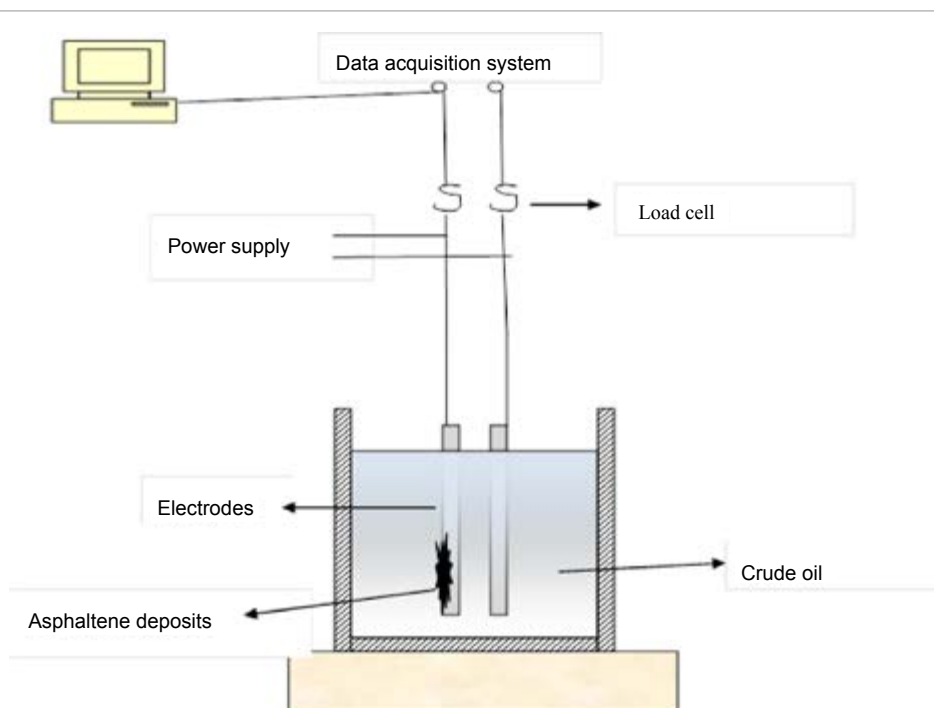 Data acquisition system
Load cell
Power supply
Electrodes
Crude oil
Asphaltene deposits